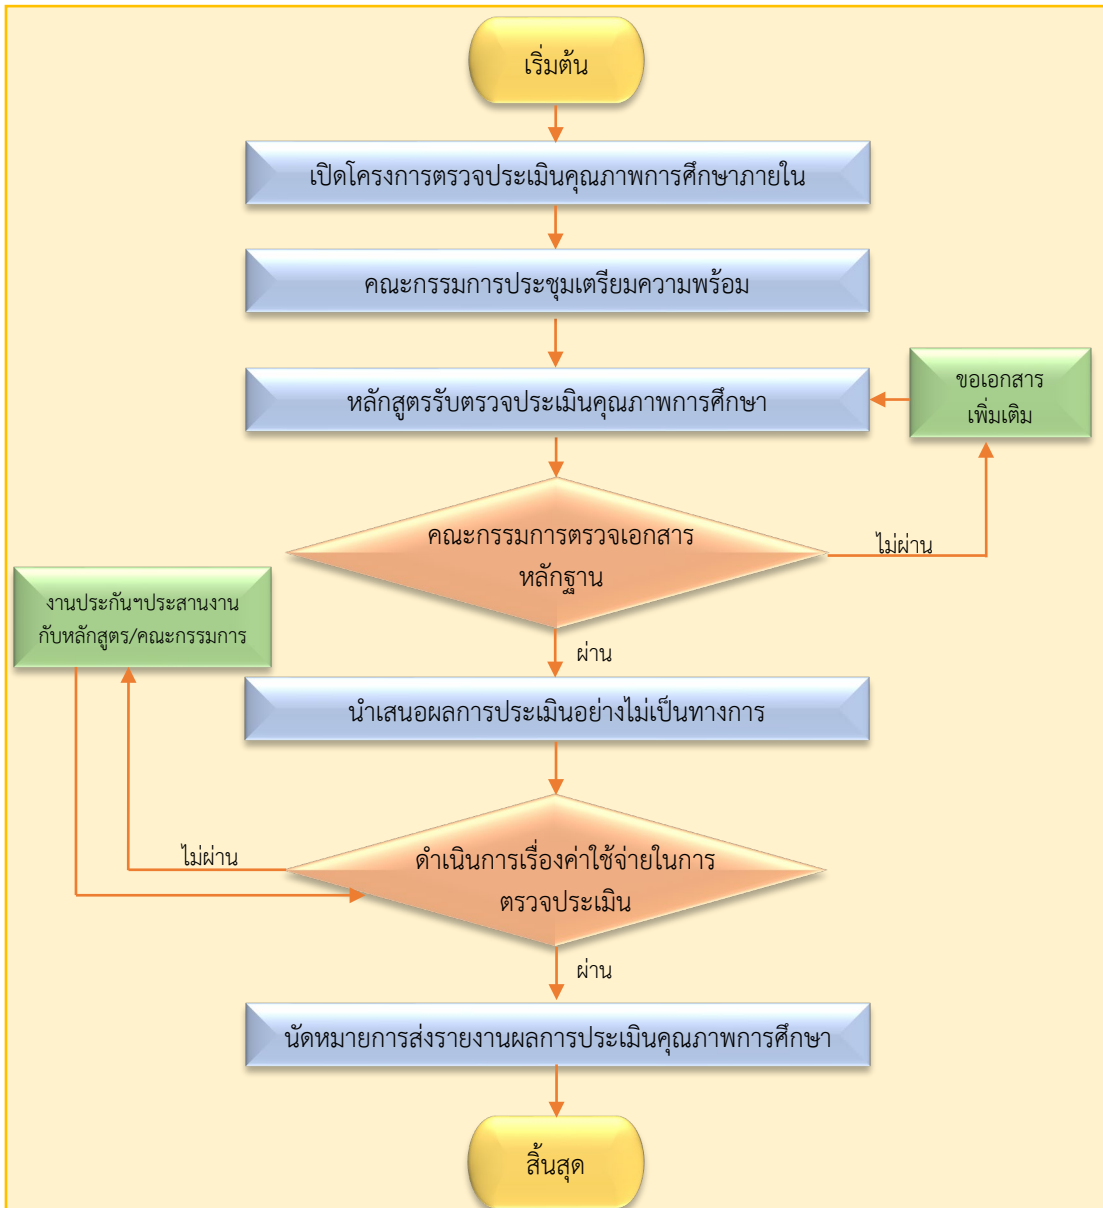 เริ่มต้น
เปิดโครงการตรวจประเมินคุณภาพการศึกษาภายใน
คณะกรรมการประชุมเตรียมความพร้อม
หลักสูตรรับตรวจประเมินคุณภาพการศึกษา
ขอเอกสาร
เพิ่มเติม
คณะกรรมการตรวจเอกสาร
หลักฐาน
ไม่ผ่าน
งานประกันฯประสานงาน
กับหลักสูตร/คณะกรรมการ
ผ่าน
นำเสนอผลการประเมินอย่างไม่เป็นทางการ
ไม่ผ่าน
ดำเนินการเรื่องค่าใช้จ่ายในการ
ตรวจประเมิน
ผ่าน
นัดหมายการส่งรายงานผลการประเมินคุณภาพการศึกษา
สิ้นสุด